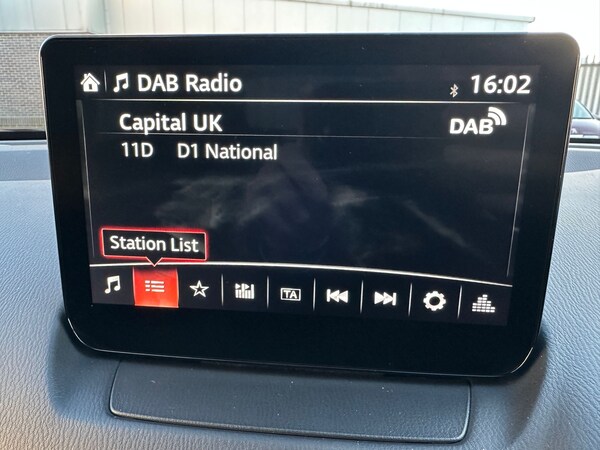 DAB Radio 16:02
Capital UK DAB
11D D1 National
Station List
TA